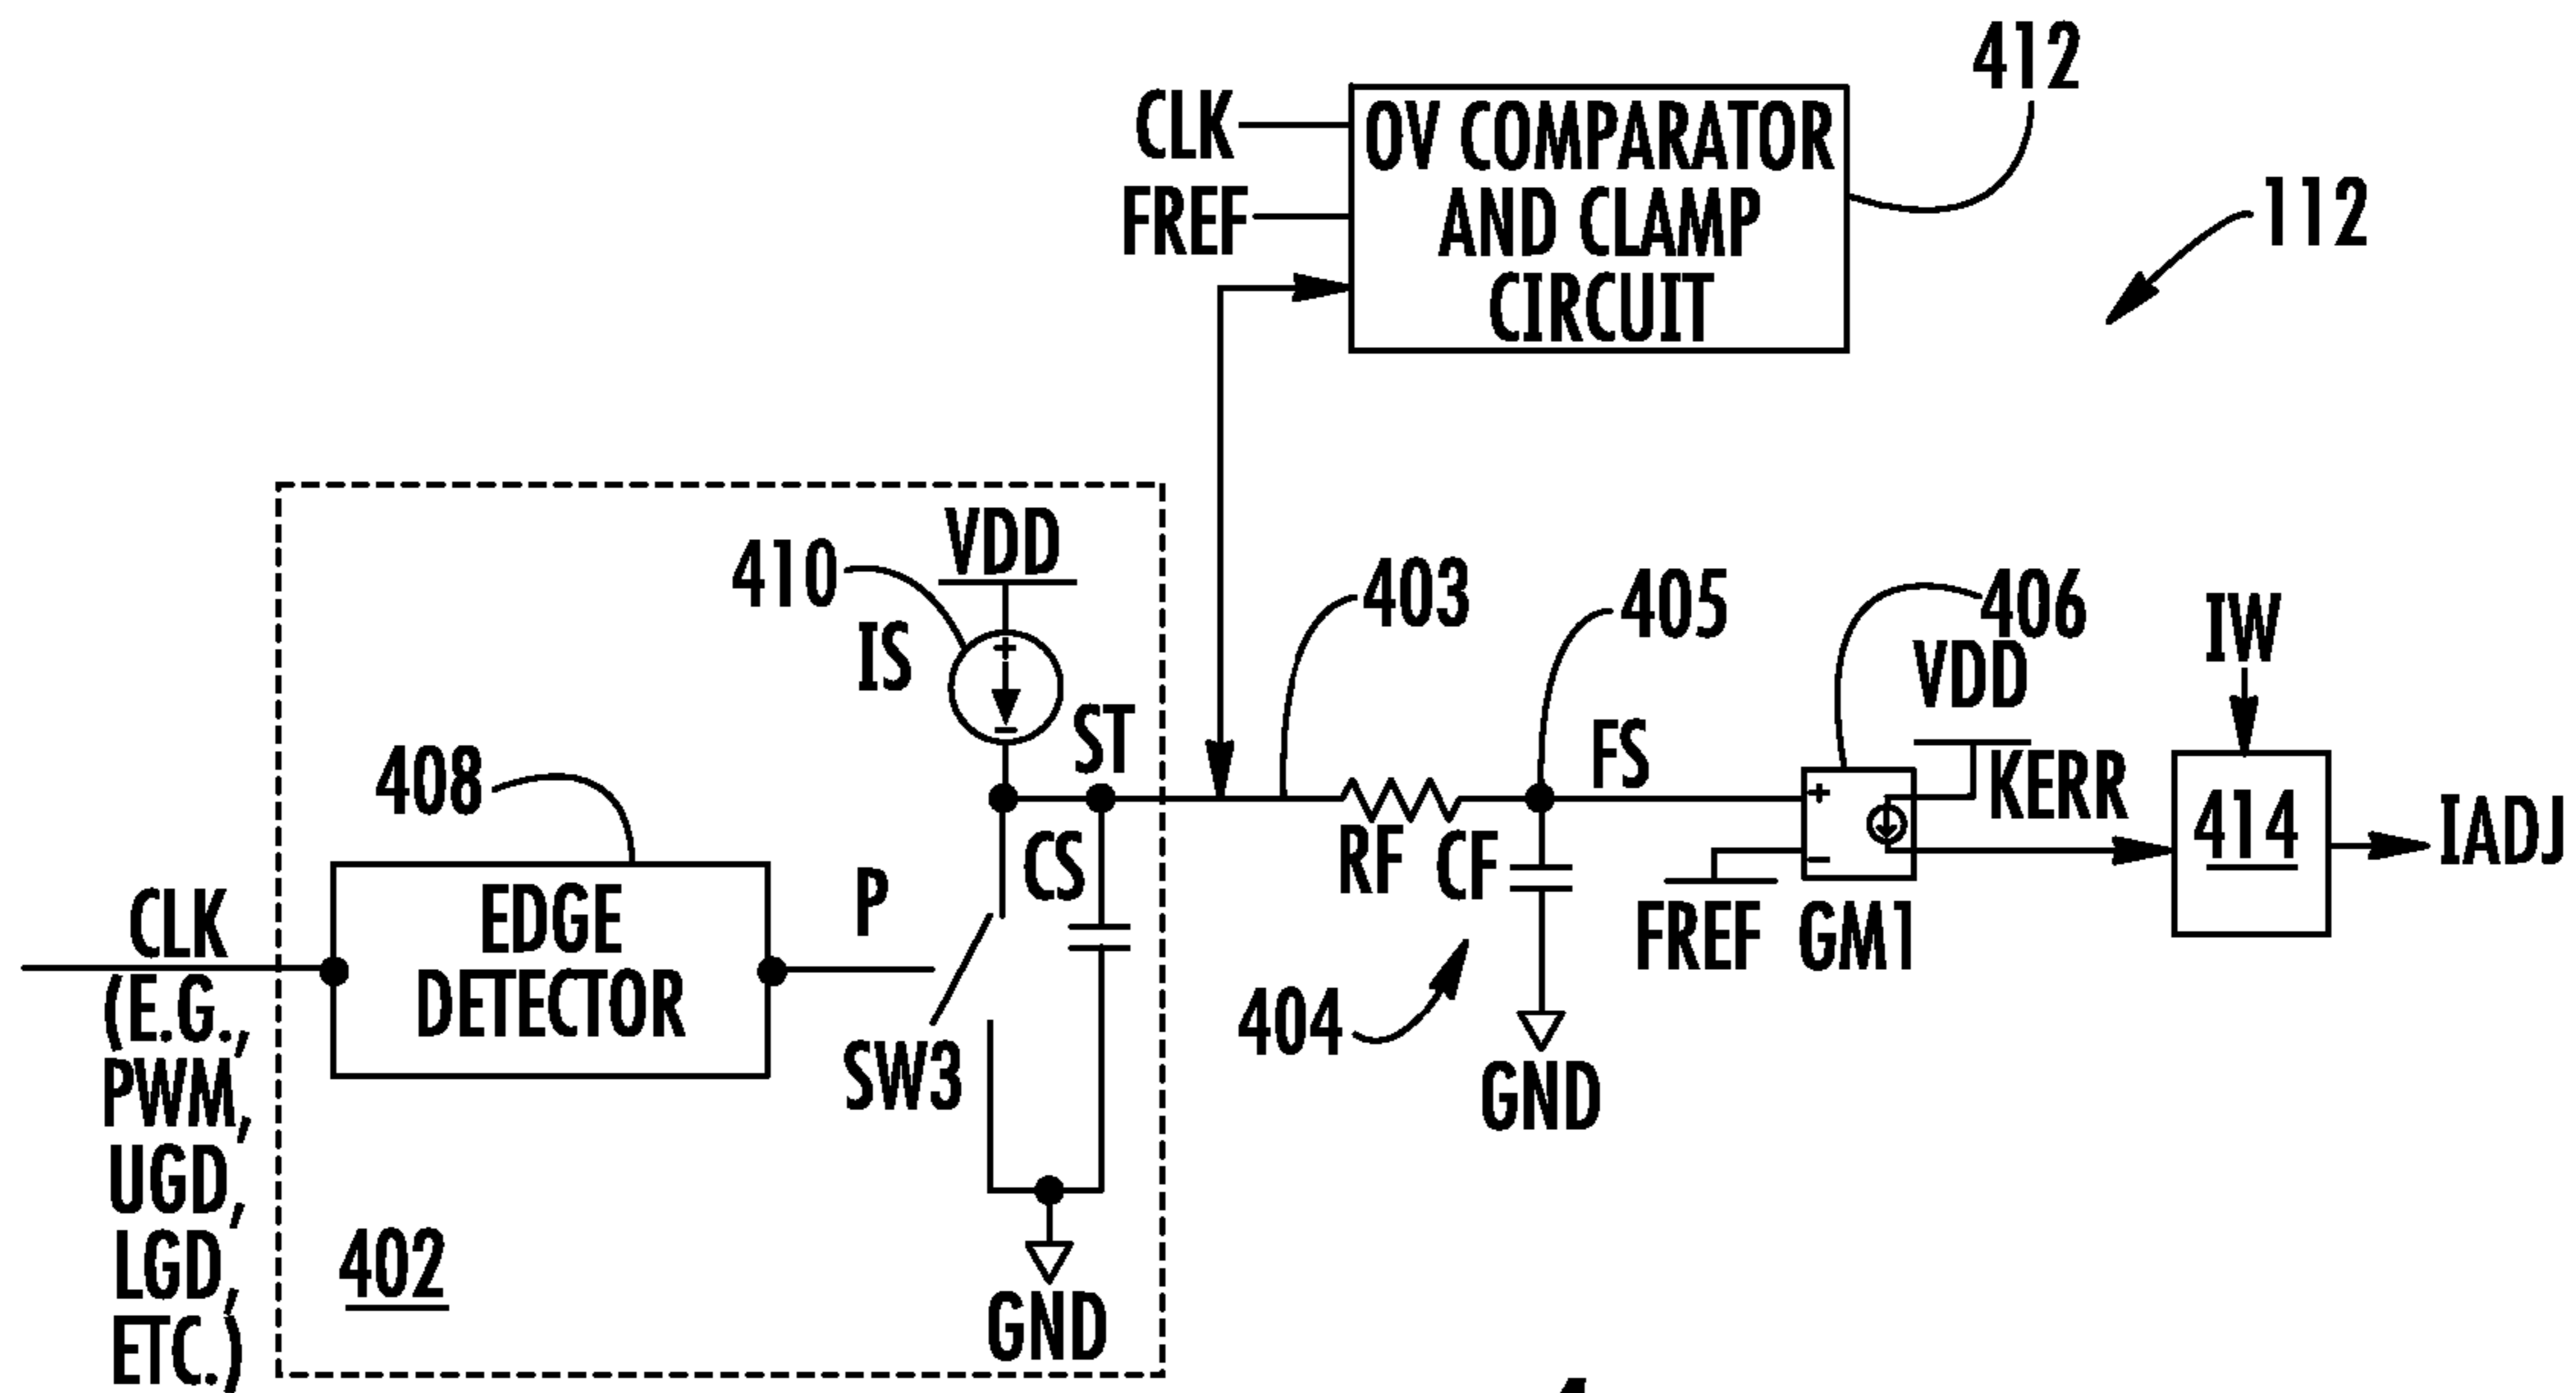 412
CLK
OV COMPARATOR
FREF
AND CLAMP
CIRCUIT
112
VDD
410
IS
403
405
406
VDD
IW
ST
FS
KERR
408
+
-
+
-
414
IADJ
RF
CF
CS
P
EDGE
DETECTOR
CLK
(E.G.,
PWM,
UGD,
LGD,
ETC.)
FREF
GM1
404
SW3
GND
402
GND